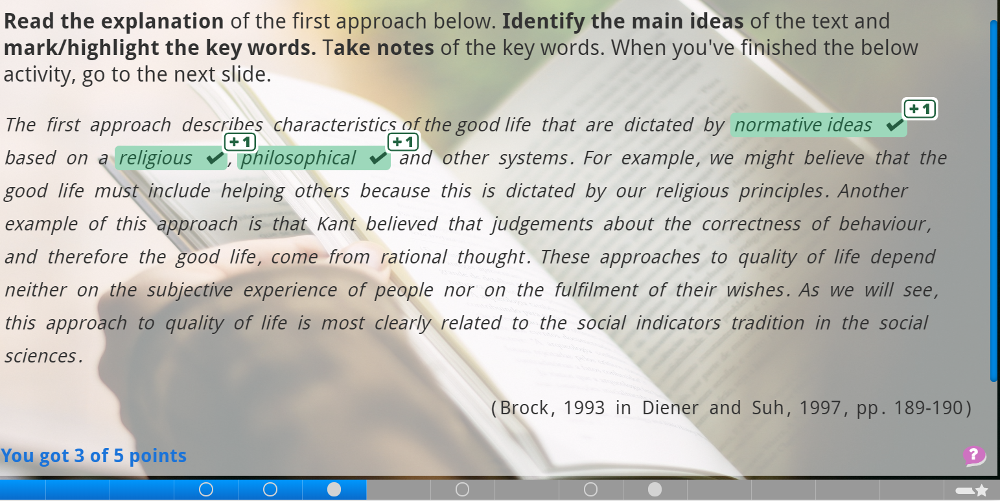 Read the explanation of the first approach below. Identify the main ideas of the text and
mark/highlight the key words. Take notes of the key words. When you've finished the below
activity, go to the next slide.
The first approach describes characteristics of the good life that are dictated by normative ideas ✔ +1
based on a religious ✔ +1, philosophical ✔ +1 and other systems. For example, we might believe that the
good life must include helping others because this is dictated by our religious principles. Another
example of this approach is that Kant believed that judgements about the correctness of behaviour,
and therefore the good life, come from rational thought. These approaches to quality of life depend
neither on the subjective experience of people nor on the fulfilment of their wishes. As we will see,
this approach to quality of life is most clearly related to the social indicators tradition in the social
sciences.
(Brock, 1993 in Diener and Suh, 1997, pp. 189-190)
You got 3 of 5 points
?